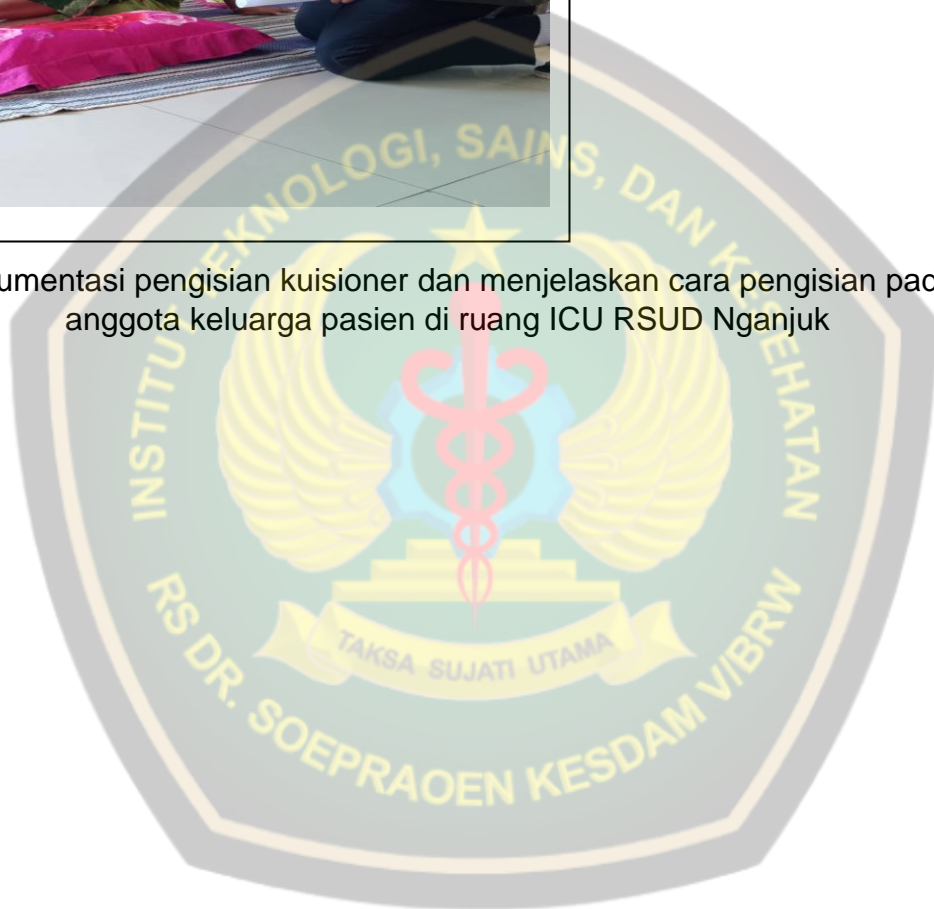 umentasi pengisian kuisioner dan menjelaskan cara pengisian pad
anggota keluarga pasien di ruang ICU RSUD Nganjuk
INSTITUT TEKNOLOGI, SAINS, DAN KESEHATAN
TAKSA SUJATI UTAMA
RS DR. SOEPRAOEN KESDAM V/BRW